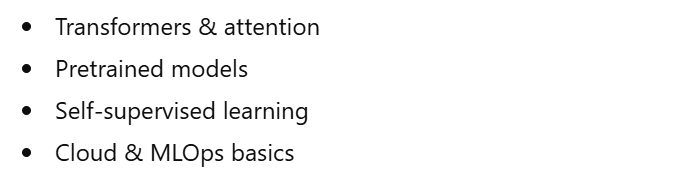 • Transformers & attention
• Pretrained models
• Self-supervised learning
• Cloud & MLOps basics